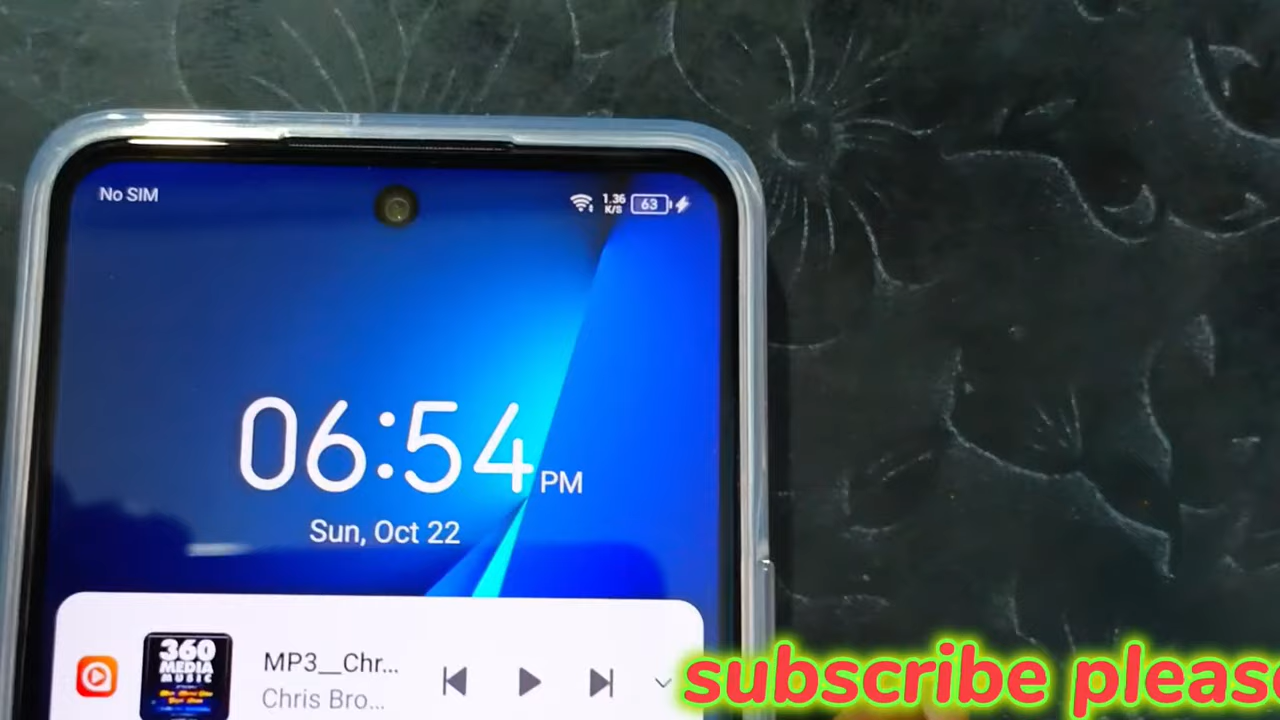 No SIM
1.36
K/S
63
06:54 PM
Sun, Oct 22
360
MEDIA
MUSIC
MP3__Chr...
Chris Bro...
subscribe please